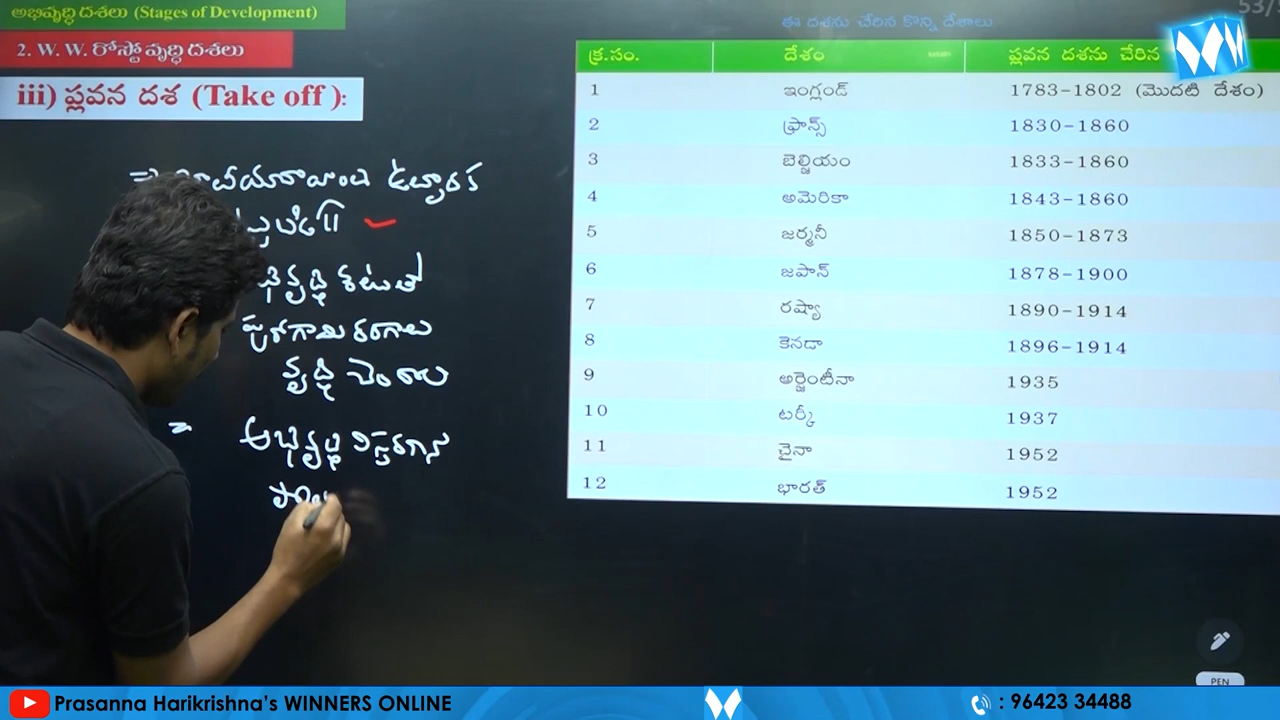 అభివృద్ధి దశలు (Stages of Development)
2. W. W. రోస్టో వృద్ధి దశలు
iii) ప్లవన దశ (Take off ):
ఉత్పాదక
అభివృద్ధి విస్తరణ
వృద్ధి చెందాలి
ఈ దశను చేరిన కొన్ని దేశాలు
క్ర.సం. దేశం ప్లవన దశను చేరిన
1 ఇంగ్లండ్ 1783-1802 (మొదటి దేశం)
2 ఫ్రాన్స్ 1830-1860
3 బెల్జియం 1833-1860
4 అమెరికా 1843-1860
5 జర్మనీ 1850-1873
6 జపాన్ 1878-1900
7 రష్యా 1890-1914
8 కెనడా 1896-1914
9 అర్జెంటీనా 1935
10 టర్కీ 1937
11 చైనా 1952
12 భారత్ 1952
PEN
Prasanna Harikrishna's WINNERS ONLINE
: 96423 34488